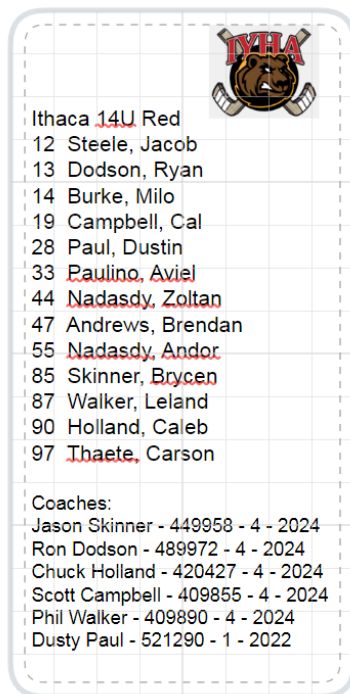 IYHA
Ithaca 14U Red
12 Steele, Jacob
13 Dodson, Ryan
14 Burke, Milo
19 Campbell, Cal
28 Paul, Dustin
33 Paulino, Aviel
44 Nadasdy, Zoltan
47 Andrews, Brendan
55 Nadasdy, Andor
85 Skinner, Brycen
87 Walker, Leland
90 Holland, Caleb
97 Thaete, Carson
Coaches:
Jason Skinner - 449958 - 4 - 2024
Ron Dodson - 489972 - 4 - 2024
Chuck Holland - 420427 - 4 - 2024
Scott Campbell - 409855 - 4 - 2024
Phil Walker - 409890 - 4 - 2024
Dusty Paul - 521290 - 1 - 2022